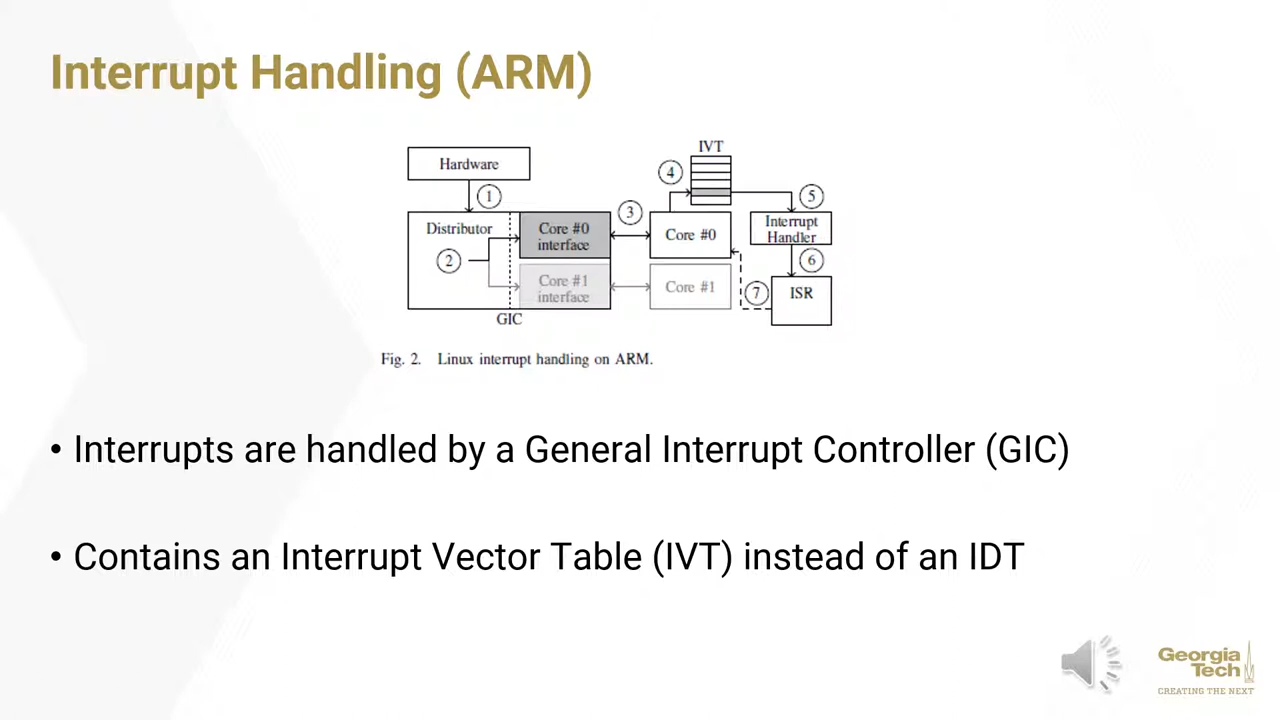 Interrupt Handling (ARM)
IVT
Hardware
4
1
5
Distributor
Core #0
interface
3
Core #0
Interrupt
Handler
2
6
Core #1
interface
Core #1
7
ISR
GIC
Fig. 2. Linux interrupt handling on ARM.
• Interrupts are handled by a General Interrupt Controller (GIC)
• Contains an Interrupt Vector Table (IVT) instead of an IDT
Georgia
Tech
CREATING THE NEXT